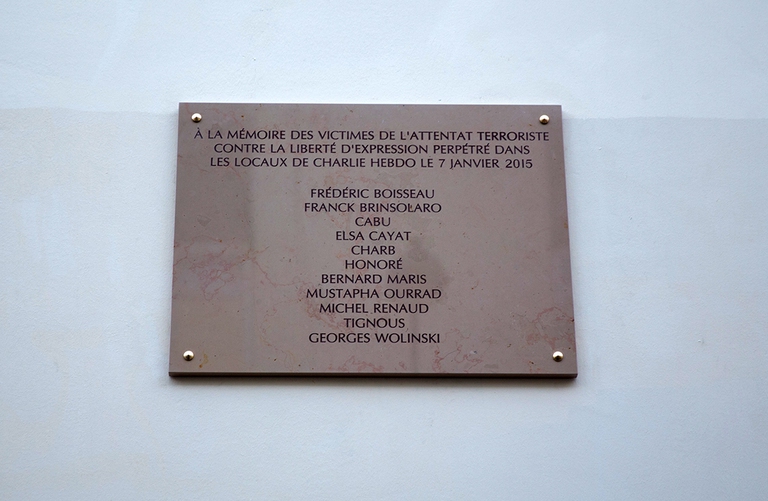 À LA MÉMOIRE DES VICTIMES DE L'ATTENTAT TERRORISTE
CONTRE LA LIBERTÉ D'EXPRESSION PERPÉTRÉ DANS
LES LOCAUX DE CHARLIE HEBDO LE 7 JANVIER 2015
FRÉDÉRIC BOISSEAU
FRANCK BRINSOLARO
CABU
ELSA CAYAT
CHARB
HONORÉ
BERNARD MARIS
MUSTAPHA OURRAD
MICHEL RENAUD
TIGNOUS
GEORGES WOLINSKI